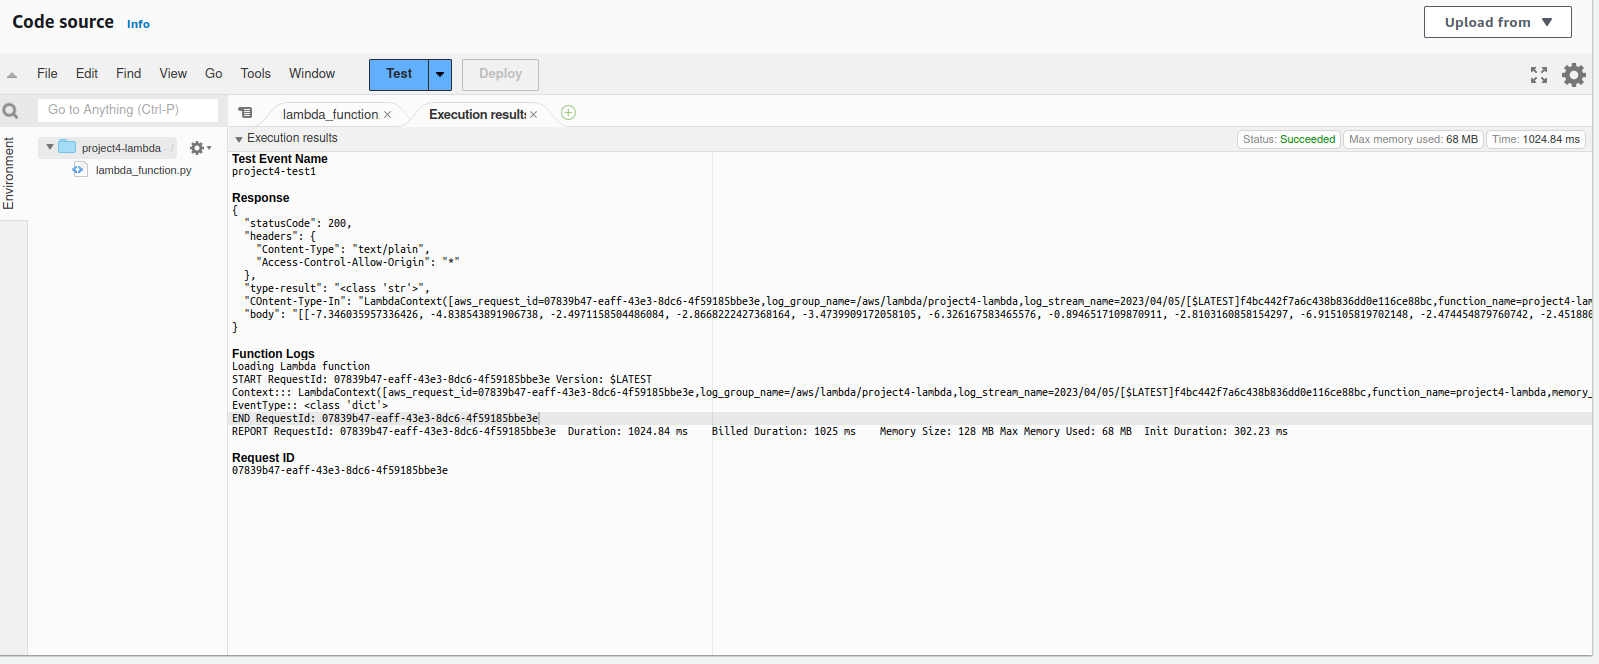 Code source Info
Upload from
File Edit Find View Go Tools Window Test Deploy
Go to Anything (Ctrl-P)
lambda_function.
Execution results
Environment
project4-lambda - /
lambda_function.py
Execution results
Status: Succeeded Max memory used: 68 MB Time: 1024.84 ms
Test Event Name
project4-test1
Response
{
"statusCode": 200,
"headers": {
"Content-Type": "text/plain",
"Access-Control-Allow-Origin": "*"
},
"type-result": "<class 'str'>",
"COntent-Type-In": "LambdaContext([aws_request_id=07839b47-eaff-43e3-8dc6-4f59185bbe3e,log_group_name=/aws/lambda/project4-lambda,log_stream_name=2023/04/05/[$LATEST]f4bc442f7a6c438b836dd0e116ce88bc,function_name=project4-lam
"body": "[[-7.346035957336426, -4.838543891906738, -2.4971158504486084, -2.8668222427368164, -3.4739909172058105, -6.326167583465576, -0.8946517109870911, -2.8103160858154297, -6.915105819702148, -2.474454879760742, -2.451880
}
Function Logs
Loading Lambda function
START RequestId: 07839b47-eaff-43e3-8dc6-4f59185bbe3e Version: $LATEST
Context::: LambdaContext([aws_request_id=07839b47-eaff-43e3-8dc6-4f59185bbe3e,log_group_name=/aws/lambda/project4-lambda,log_stream_name=2023/04/05/[$LATEST]f4bc442f7a6c438b836dd0e116ce88bc,function_name=project4-lambda,memory_
EventType:: <class 'dict'>
END RequestId: 07839b47-eaff-43e3-8dc6-4f59185bbe3e
REPORT RequestId: 07839b47-eaff-43e3-8dc6-4f59185bbe3e Duration: 1024.84 ms Billed Duration: 1025 ms Memory Size: 128 MB Max Memory Used: 68 MB Init Duration: 302.23 ms
Request ID
07839b47-eaff-43e3-8dc6-4f59185bbe3e